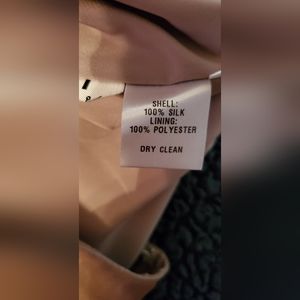 SHELL:
100% SILK
LINING:
100% POLYESTER
DRY CLEAN